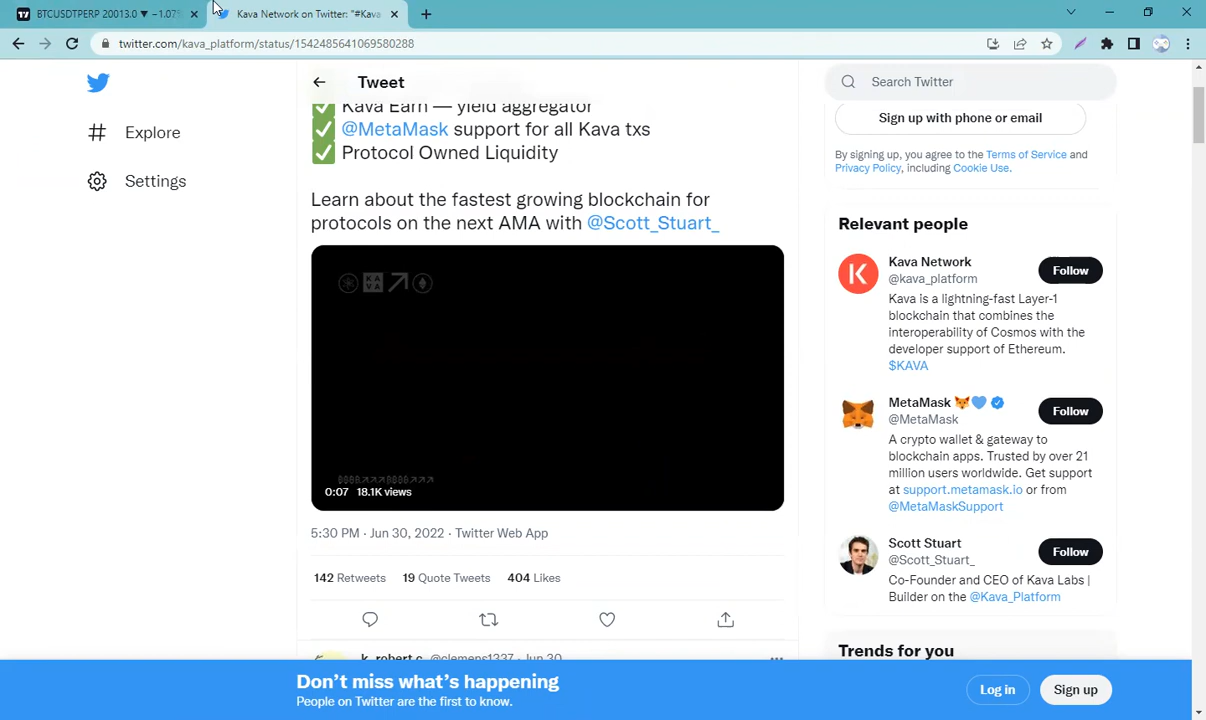 BTCUSDTPERP 20013.0 ▼ −1.07%
Kava Network on Twitter: "#Kava
twitter.com/kava_platform/status/1542485641069580288
Explore
Settings
Tweet
✅ Kava Earn — yield aggregator
✅ @MetaMask support for all Kava txs
✅ Protocol Owned Liquidity
Learn about the fastest growing blockchain for
protocols on the next AMA with @Scott_Stuart_
KAVA
0:07 18.1K views
5:30 PM · Jun 30, 2022 · Twitter Web App
142 Retweets 19 Quote Tweets 404 Likes
k_robert.c @clemens1337 · Jun 30
Search Twitter
Sign up with phone or email
By signing up, you agree to the Terms of Service and
Privacy Policy, including Cookie Use.
Relevant people
Kava Network
@kava_platform
Follow
Kava is a lightning-fast Layer-1
blockchain that combines the
interoperability of Cosmos with the
developer support of Ethereum.
$KAVA
MetaMask 🦊💙
@MetaMask
Follow
A crypto wallet & gateway to
blockchain apps. Trusted by over 21
million users worldwide. Get support
at support.metamask.io or from
@MetaMaskSupport
Scott Stuart
@Scott_Stuart_
Follow
Co-Founder and CEO of Kava Labs |
Builder on the @Kava_Platform
Trends for you
Don't miss what's happening
People on Twitter are the first to know.
Log in
Sign up